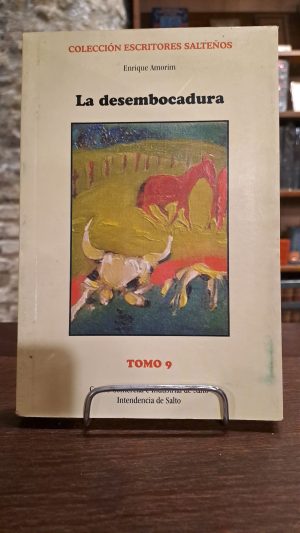 COLECCIÓN ESCRITORES SALTEÑOS
Enrique Amorim
La desembocadura
TOMO 9
Intendencia de Salto